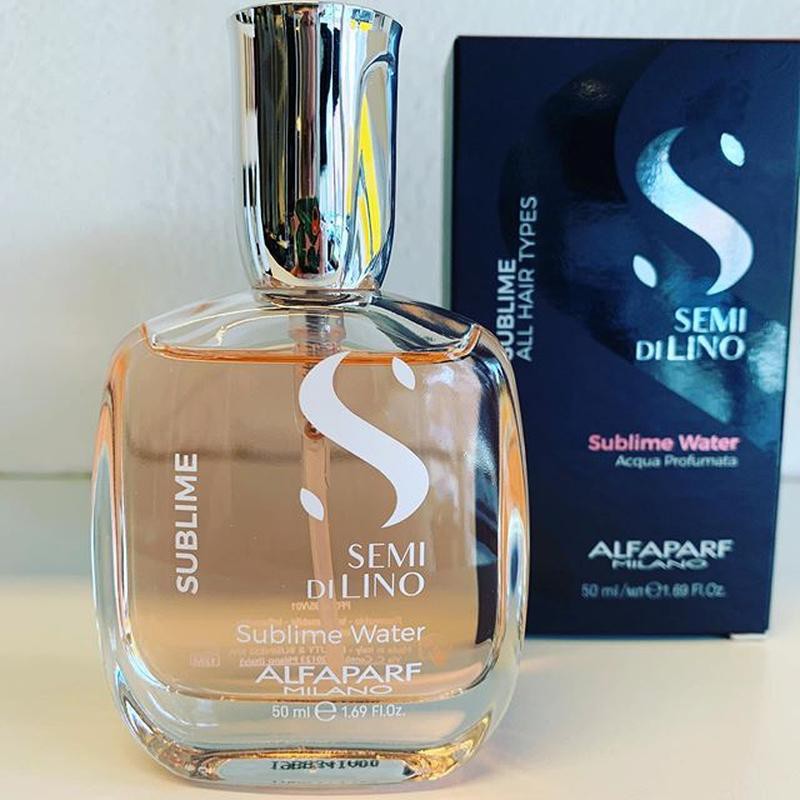 SUBLIME
SEMI
DI LINO
Sublime Water
ALFAPARF
MILANO
50 ml ℮ 1.69 Fl.Oz.
SUBLIME
ALL HAIR TYPES
SEMI
DI LINO
Sublime Water
Acqua Profumata
ALFAPARF
MILANO
50 ml ℮ 1.69 Fl.Oz.